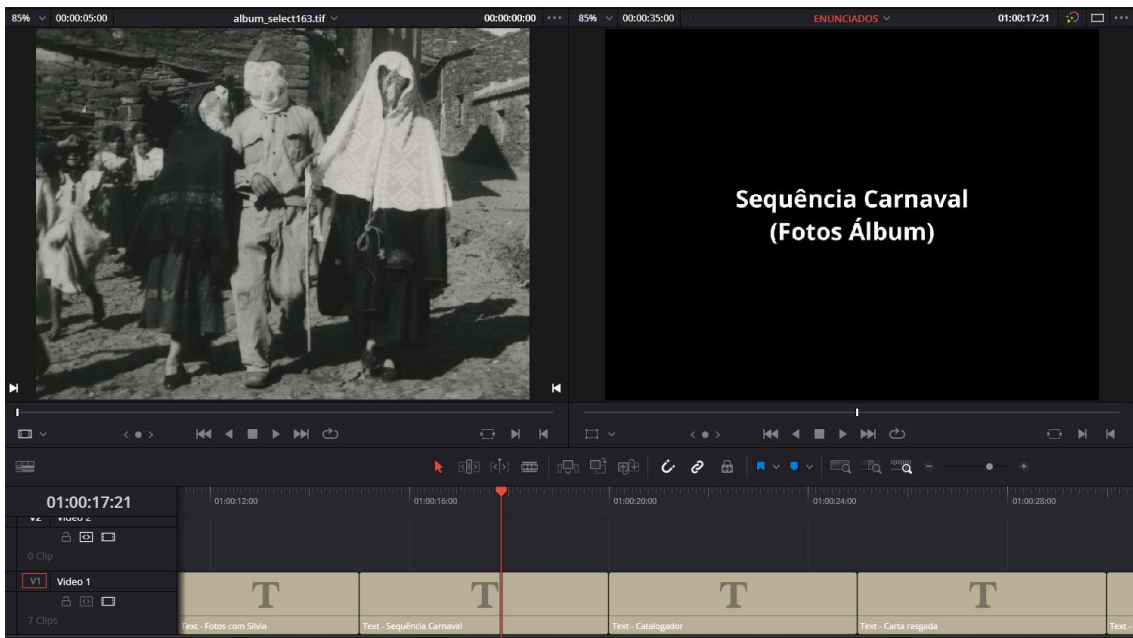 85% 00:00:05:00 album_select163.tif 00:00:00:00 85% 00:00:35:00 ENUNCIADOS 01:00:17:21
Sequência Carnaval
(Fotos Álbum)
01:00:17:21 01:00:12:00 01:00:16:00 01:00:20:00 01:00:24:00 01:00:28:00
V2 Video 2
0 Clip
V1 Video 1
7 Clips
Text - Fotos com Silvia Text - Sequência Carnaval Text - Catalogador Text - Carta rasgada Text -